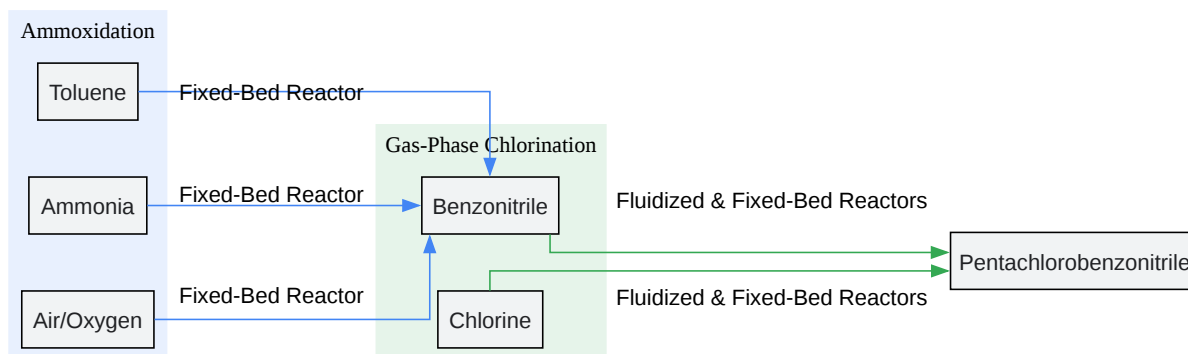 Ammoxidation
Toluene
Fixed-Bed Reactor
Gas-Phase Chlorination
Ammonia
Fixed-Bed Reactor
Benzonitrile
Fluidized & Fixed-Bed Reactors
Pentachlorobenzonitrile
Air/Oxygen
Fixed-Bed Reactor
Chlorine
Fluidized & Fixed-Bed Reactors